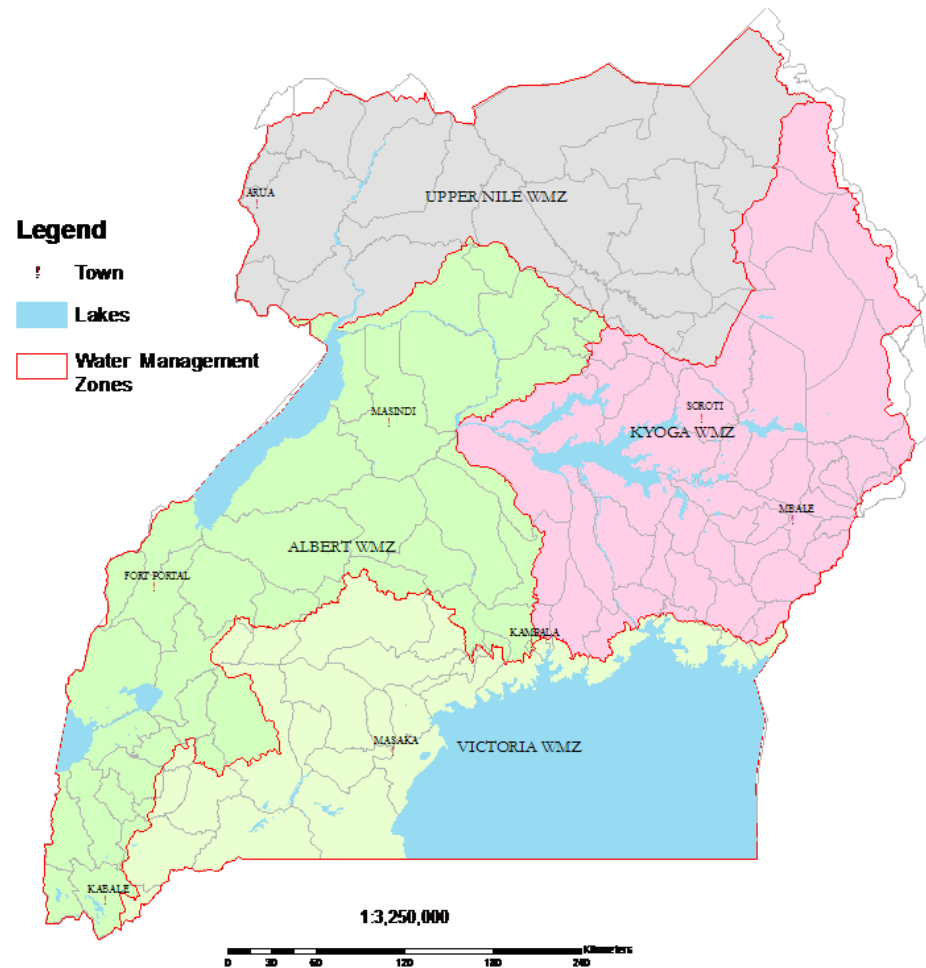 ARUA
UPPER NILE WMZ
Legend
Town
Lakes
Water Management
Zones
MASINDI
SOROTI
KYOGA WMZ
MBALE
ALBERT WMZ
FORT PORTAL
KAMPALA
MASAKA
VICTORIA WMZ
KABALE
1:3,250,000
Kilometers
0 30 60 120 180 240